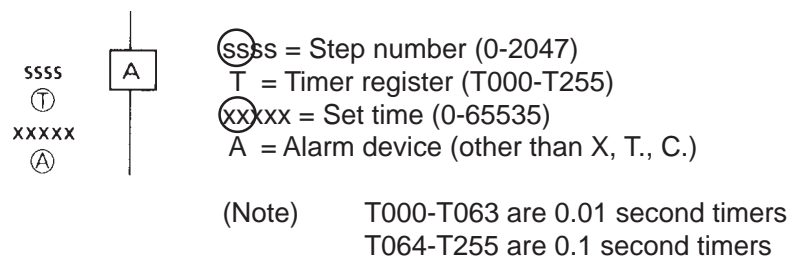 ssss
T
xxxxx
A
A
ssss = Step number (0-2047)
T = Timer register (T000-T255)
xxxxx = Set time (0-65535)
A = Alarm device (other than X, T., C.)
(Note) T000-T063 are 0.01 second timers
T064-T255 are 0.1 second timers